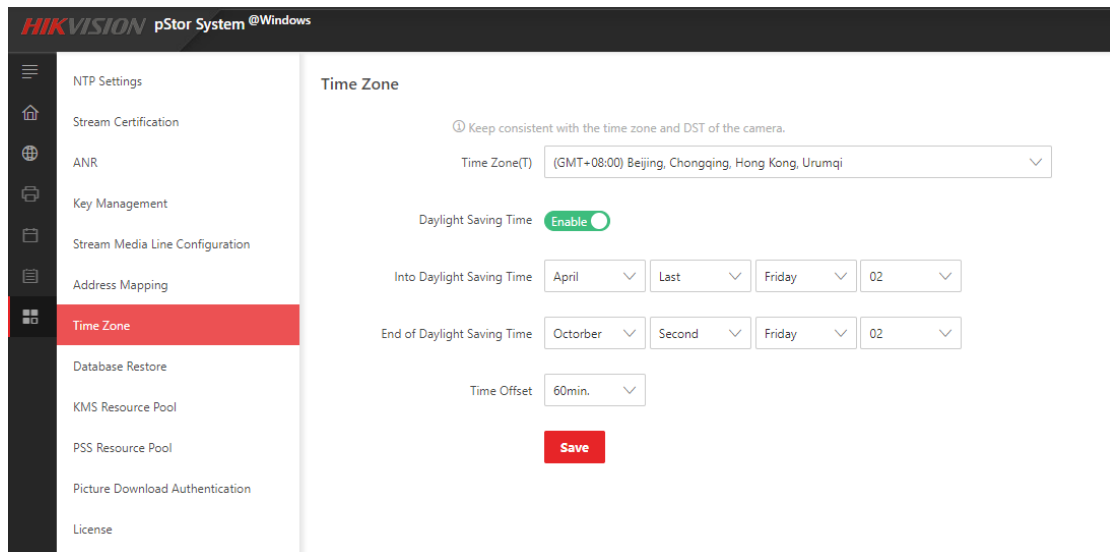 HIKVISION pStor System @Windows
NTP Settings
Stream Certification
ANR
Key Management
Stream Media Line Configuration
Address Mapping
Time Zone
Database Restore
KMS Resource Pool
PSS Resource Pool
Picture Download Authentication
License
Time Zone
Keep consistent with the time zone and DST of the camera.
Time Zone(T) (GMT+08:00) Beijing, Chongqing, Hong Kong, Urumqi
Daylight Saving Time Enable
Into Daylight Saving Time April Last Friday 02
End of Daylight Saving Time Octorber Second Friday 02
Time Offset 60min.
Save